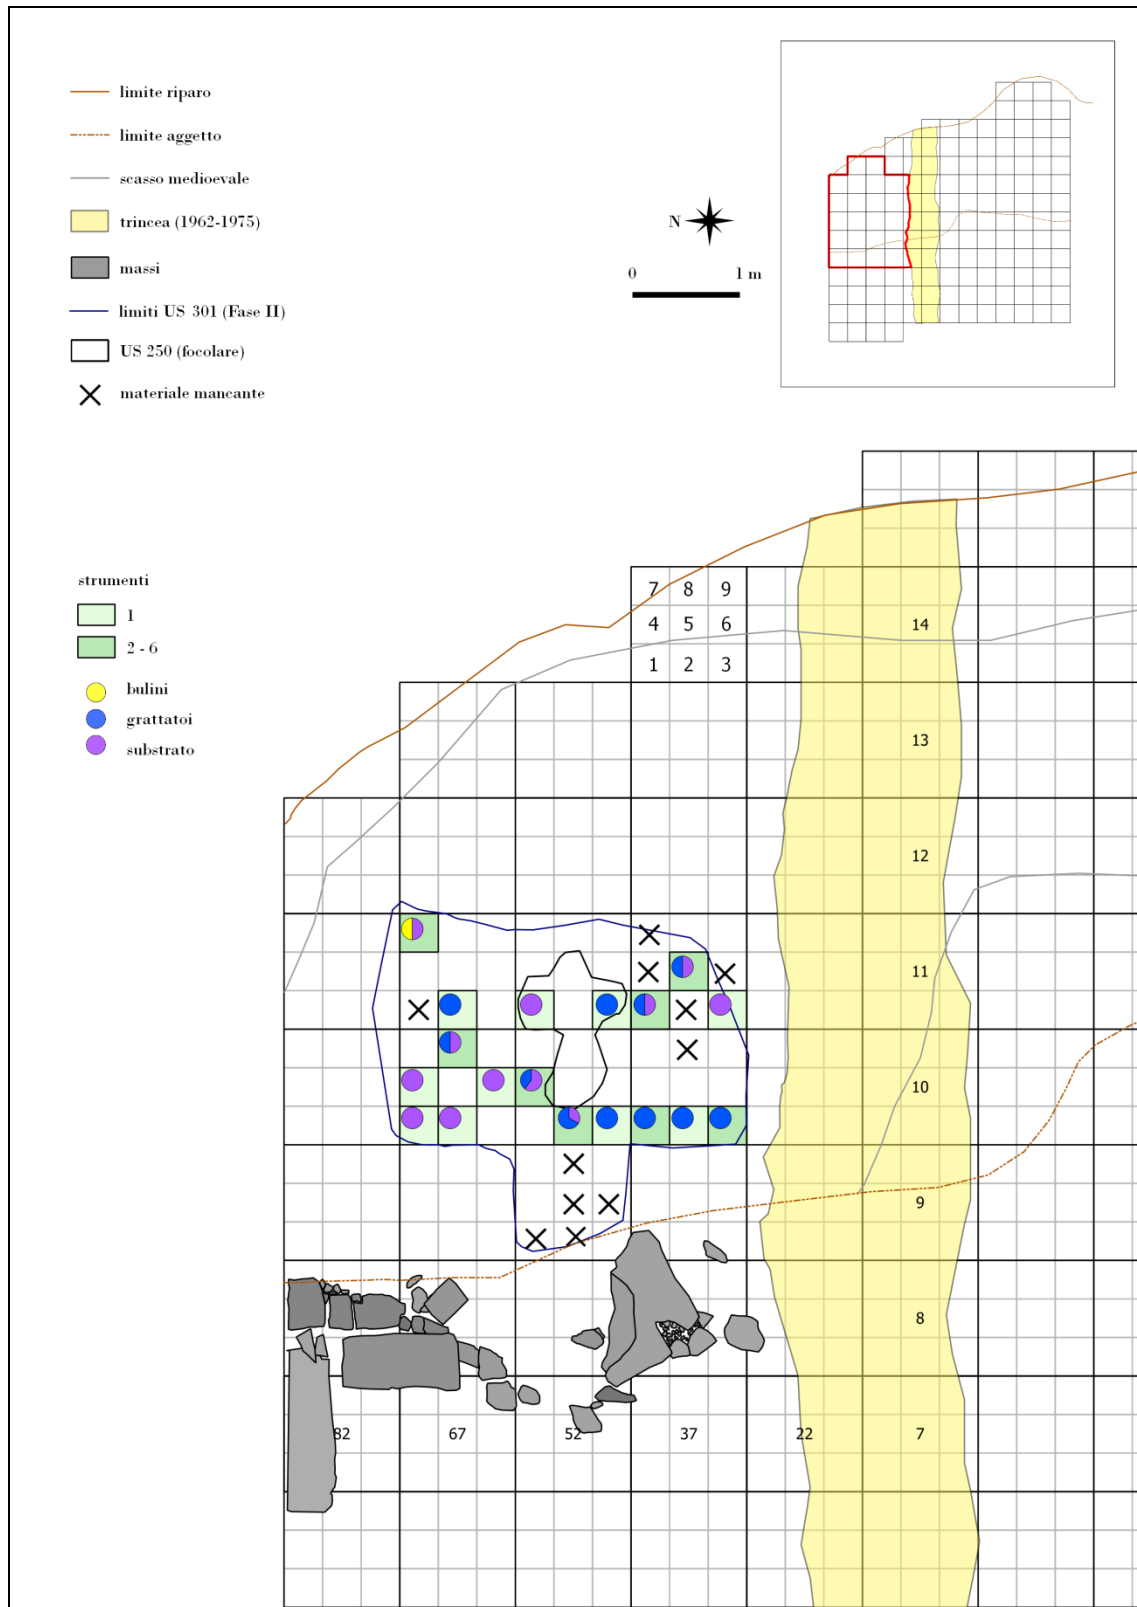 limite riparo
limite aggetto
scasso medioevale
trincea (1962-1975)
massi
limiti US 301 (Fase II)
US 250 (focolare)
materiale mancante
N
0 1 m
strumenti
1
2 - 6
bulini
grattatoi
substrato
7 8 9
4 5 6
1 2 3
14
13
12
11
10
9
8
82 67 52 37 22 7